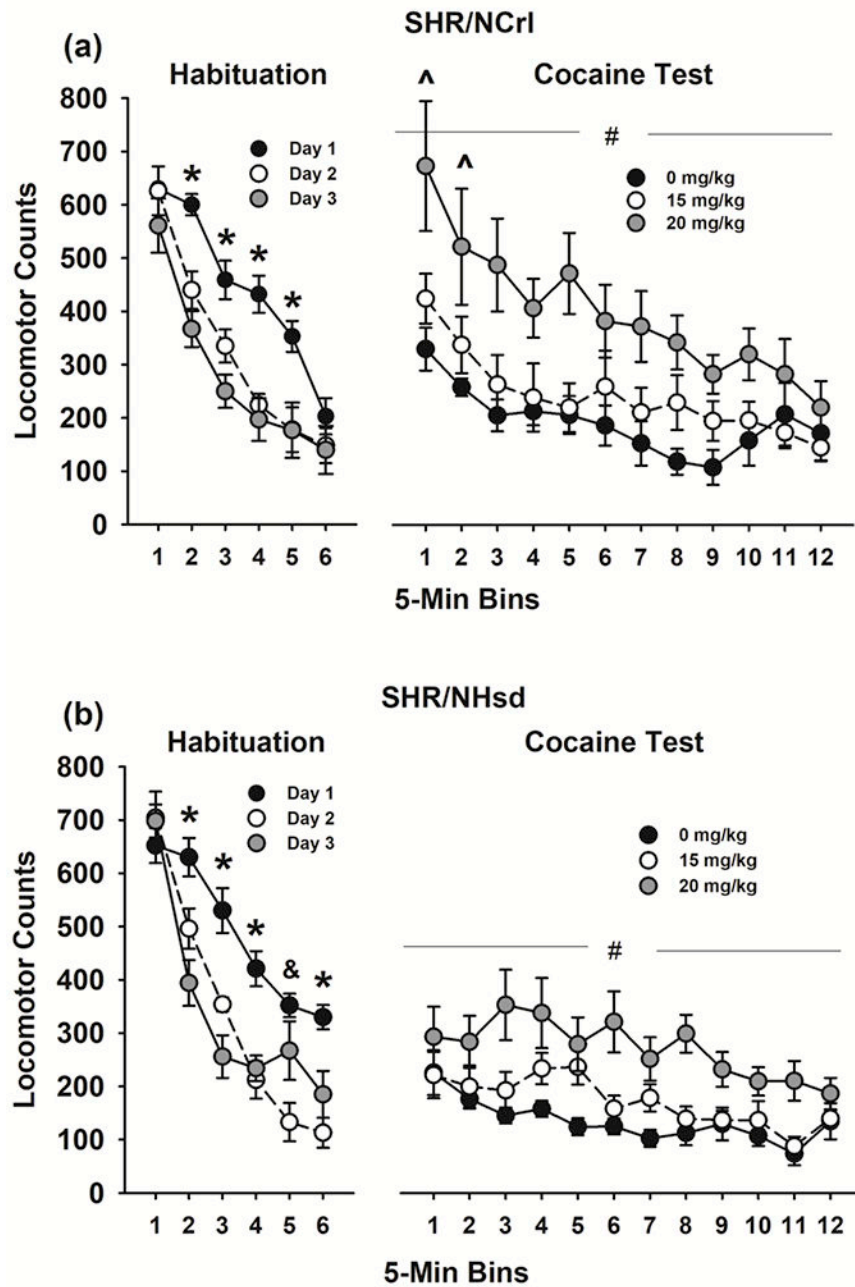 SHR/NCrl
(a)
Habituation
Cocaine Test
Locomotor Counts
800
700
600
500
400
300
200
100
0
Day 1
Day 2
Day 3
*
*
*
*
^
^
#
0 mg/kg
15 mg/kg
20 mg/kg
1 2 3 4 5 6
1 2 3 4 5 6 7 8 9 10 11 12
5-Min Bins
SHR/NHsd
(b)
Habituation
Cocaine Test
Locomotor Counts
800
700
600
500
400
300
200
100
0
Day 1
Day 2
Day 3
*
*
*
&
*
#
0 mg/kg
15 mg/kg
20 mg/kg
1 2 3 4 5 6
1 2 3 4 5 6 7 8 9 10 11 12
5-Min Bins